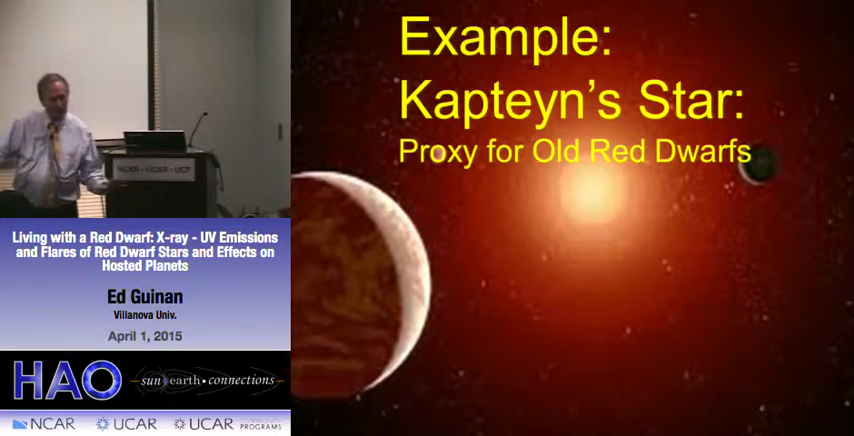 Example:
Kapteyn's Star:
Proxy for Old Red Dwarfs
NCAR - UCAR - UCP
Living with a Red Dwarf: X-ray - UV Emissions
and Flares of Red Dwarf Stars and Effects on
Hosted Planets
Ed Guinan
Villanova Univ.
April 1, 2015
HAO
sun earth • connections
NCAR
UCAR
UCAR COMMUNITY PROGRAMS